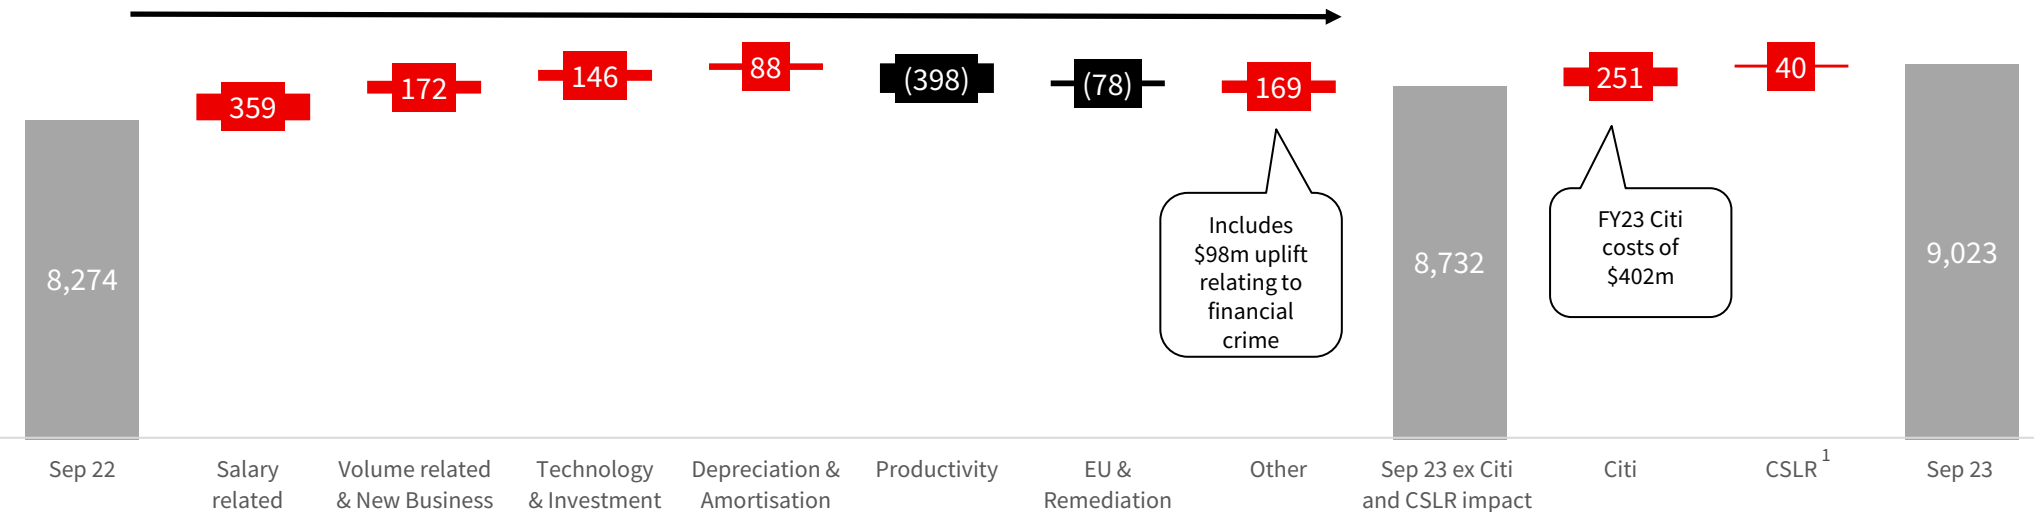 359
172
146
88
(398)
(78)
169
251
40
8,274
Includes
$98m uplift
relating to
financial
crime
8,732
FY23 Citi
costs of
$402m
9,023
Sep 22
Salary
related
Volume related
& New Business
Technology
& Investment
Depreciation &
Amortisation
Productivity
EU &
Remediation
Other
Sep 23 ex Citi
and CSLR impact
Citi
CSLR 1
Sep 23